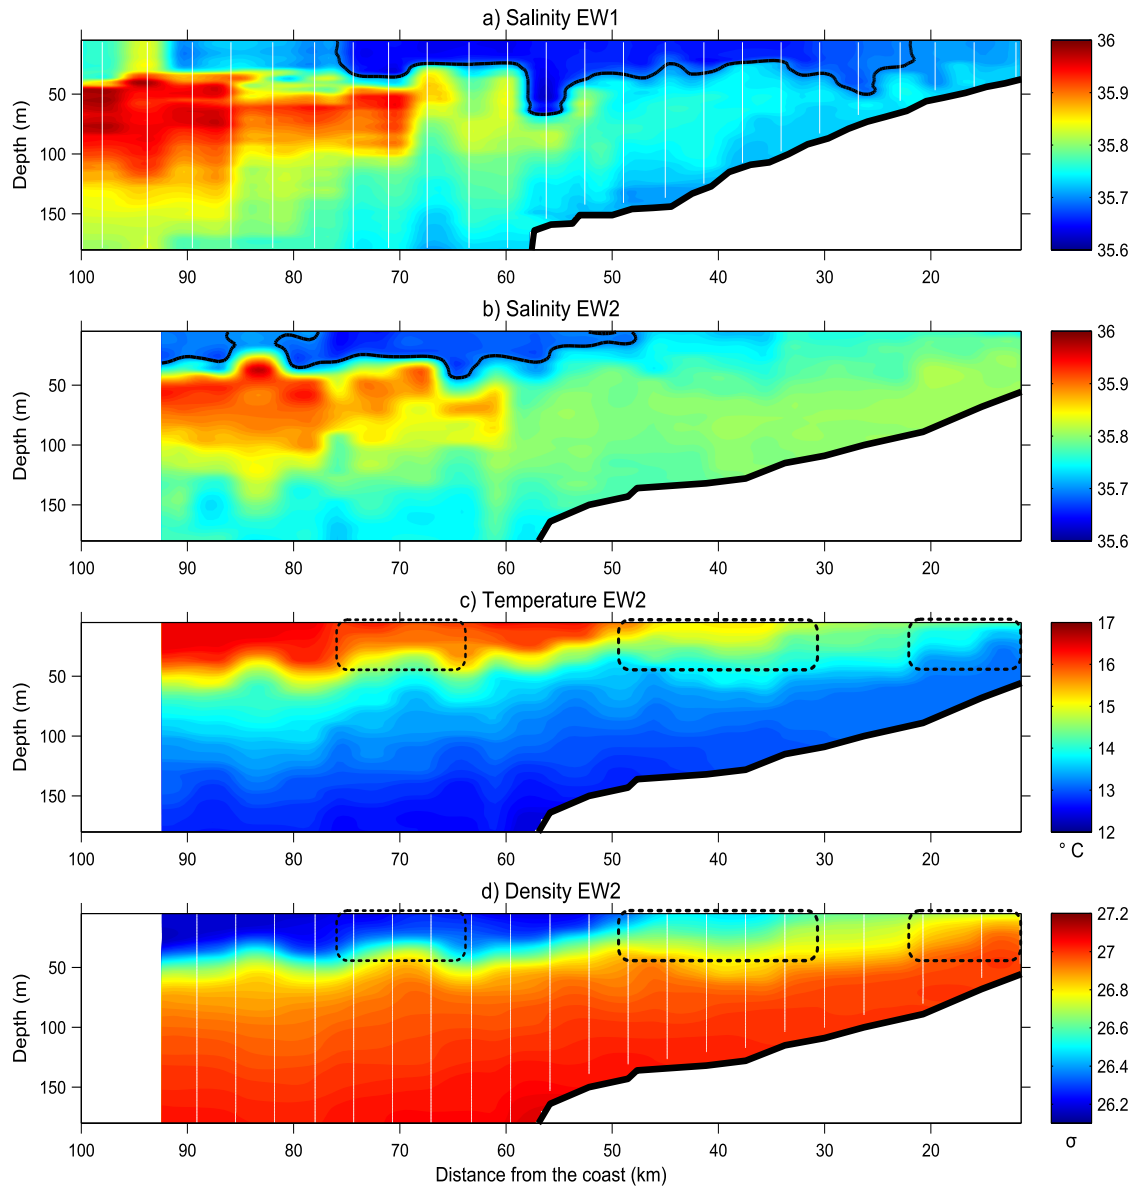 a) Salinity EW1
Depth (m)
50
100
150
100 90 80 70 60 50 40 30 20
36
35.9
35.8
35.7
35.6
b) Salinity EW2
Depth (m)
50
100
150
100 90 80 70 60 50 40 30 20
36
35.9
35.8
35.7
35.6
c) Temperature EW2
Depth (m)
50
100
150
100 90 80 70 60 50 40 30 20
17
16
15
14
13
12
° C
d) Density EW2
Depth (m)
50
100
150
100 90 80 70 60 50 40 30 20
27.2
27
26.8
26.6
26.4
26.2
σ
Distance from the coast (km)